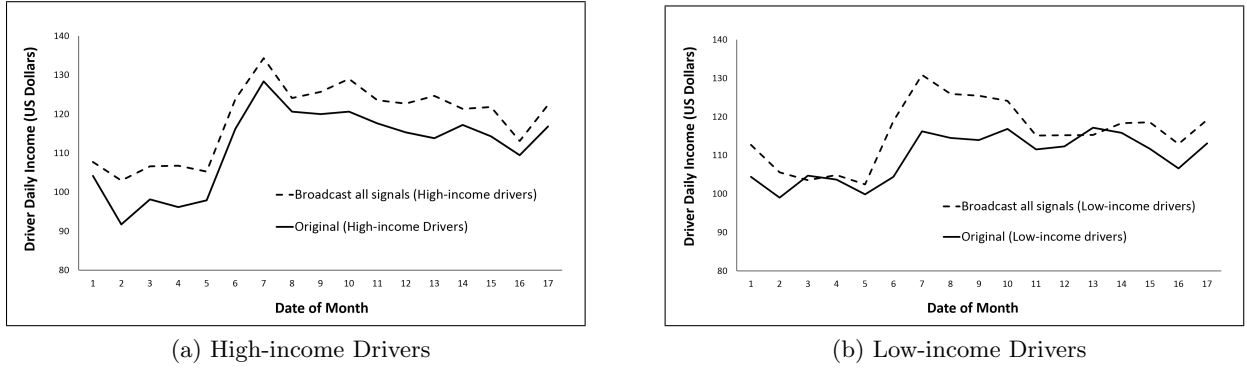 140
130
120
110
100
90
80
Driver Daily Income (US Dollars)
Broadcast all signals (High-income drivers)
Original (High-income Drivers)
1 2 3 4 5 6 7 8 9 10 11 12 13 14 15 16 17
Date of Month
(a) High-income Drivers
140
130
120
110
100
90
80
Driver Daily Income (US Dollars)
Broadcast all signals (Low-income drivers)
Original (Low-income drivers)
1 2 3 4 5 6 7 8 9 10 11 12 13 14 15 16 17
Date of Month
(b) Low-income Drivers